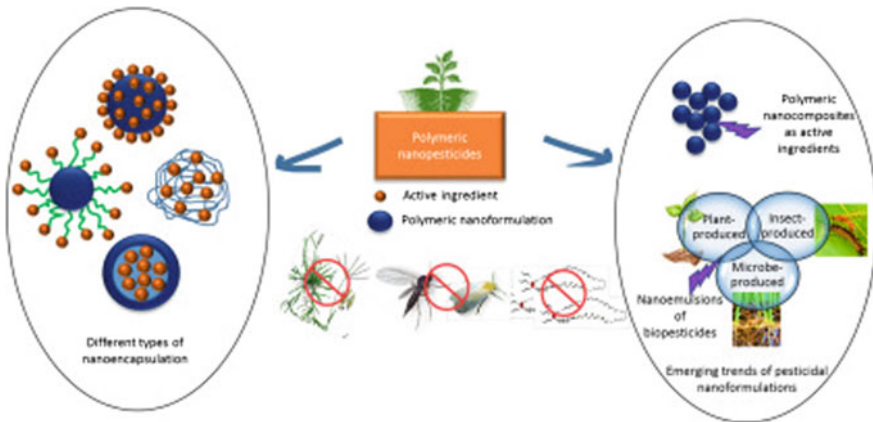 Different types of
nanoencapsulation
Polymeric
nanopesticides
Active ingredient
Polymeric nanoformulation
Polymeric
nanocomposites
as active
ingredients
Plant-
produced
Insect-
produced
Microbe-
produced
Nanoemulsions
of
biopesticides
Emerging trends of pesticidal
nanoformulations